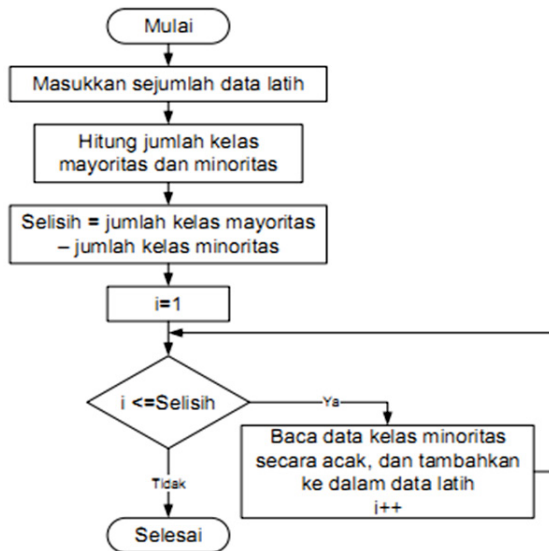 Mulai
Masukkan sejumlah data latih
Hitung jumlah kelas
mayoritas dan minoritas
Selisih = jumlah kelas mayoritas
– jumlah kelas minoritas
i=1
i <=Selisih
Ya
Baca data kelas minoritas
secara acak, dan tambahkan
ke dalam data latih
i++
Tidak
Selesai